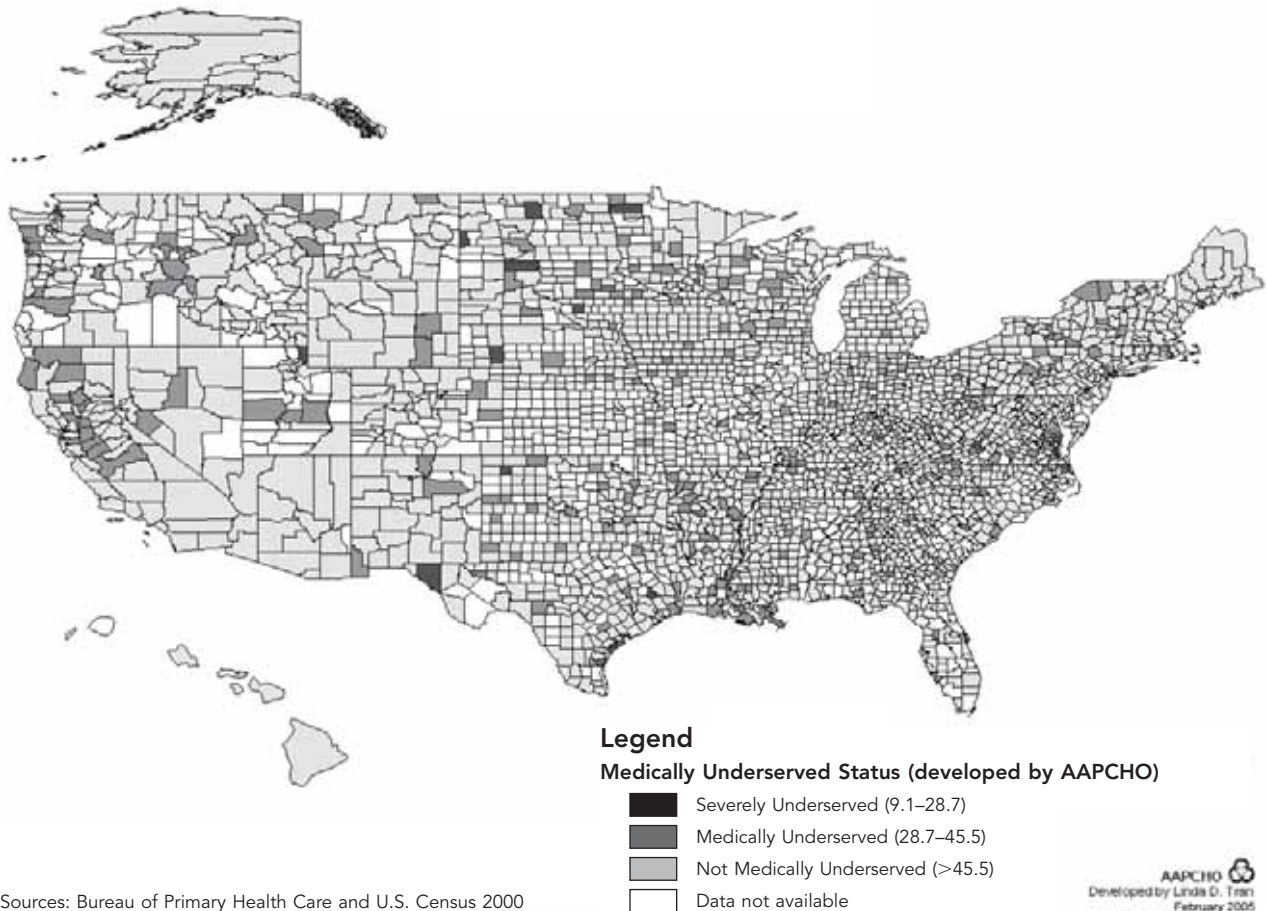 Legend
Medically Underserved Status (developed by AAPCHO)
Severely Underserved (9.1–28.7)
Medically Underserved (28.7–45.5)
Not Medically Underserved (>45.5)
Data not available
Sources: Bureau of Primary Health Care and U.S. Census 2000
AAPCHO
Developed by Linda D. Tran
February 2005